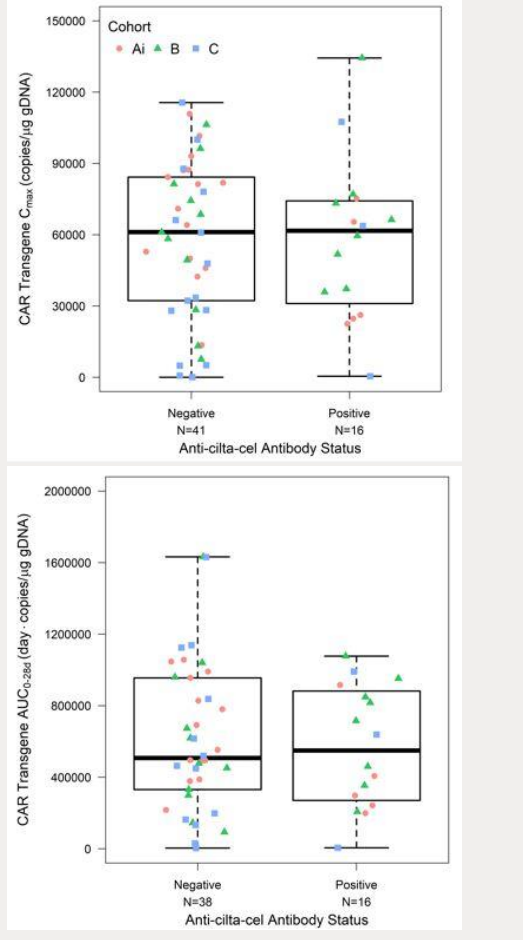 150000
120000
90000
60000
30000
0
CAR Transgene Cmax (copies/µg gDNA)
Cohort
Ai B C
Negative Positive
N=41 N=16
Anti-cilta-cel Antibody Status
2000000
1600000
1200000
800000
400000
0
CAR Transgene AUC0-28d (day · copies/µg gDNA)
Negative Positive
N=38 N=16
Anti-cilta-cel Antibody Status